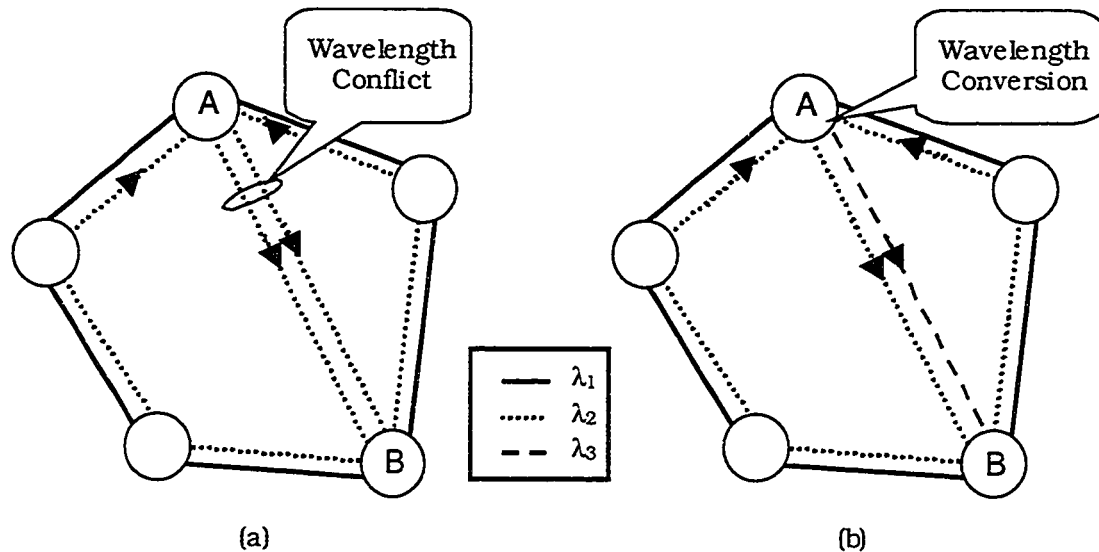 Wavelength
Conflict
A
B
(a)
λ1
λ2
λ3
Wavelength
Conversion
A
B
(b)